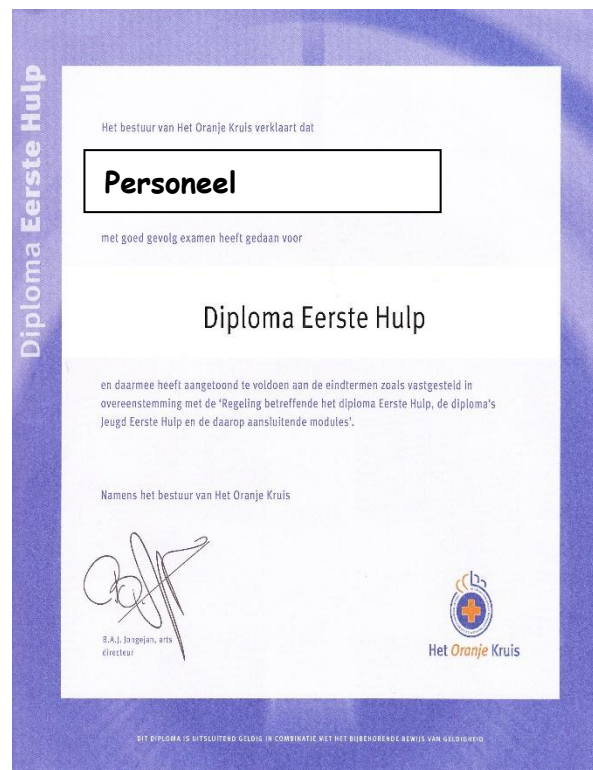 Diploma Eerste Hulp
Het bestuur van Het Oranje Kruis verklaart dat
Personeel
met goed gevolg examen heeft gedaan voor
Diploma Eerste Hulp
en daarmee heeft aangetoond te voldoen aan de eindtermen zoals vastgesteld in
overeenstemming met de 'Regeling betreffende het diploma Eerste Hulp, de diploma's
Jeugd Eerste Hulp en de daarop aansluitende modules'.
Namens het bestuur van Het Oranje Kruis
B.A.J. Jongejan, arts
directeur
Het Oranje Kruis
DIT DIPLOMA IS UITSLUITEND GELDIG IN COMBINATIE MET HET BIJBEHORENDE BEWIJS VAN GELDIGHEID